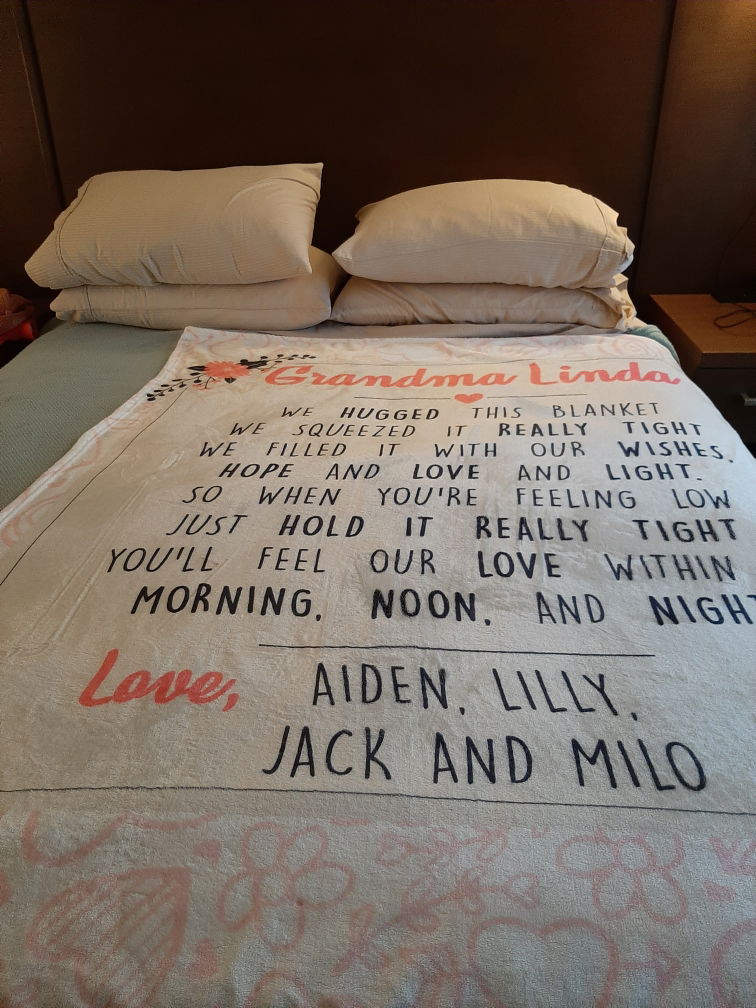 Grandma Linda
WE HUGGED THIS BLANKET
WE SQUEEZED IT REALLY TIGHT
WE FILLED IT WITH OUR WISHES,
HOPE AND LOVE AND LIGHT.
SO WHEN YOU'RE FEELING LOW
JUST HOLD IT REALLY TIGHT
YOU'LL FEEL OUR LOVE WITHIN
MORNING, NOON, AND NIGHT
Love, AIDEN, LILLY,
JACK AND MILO